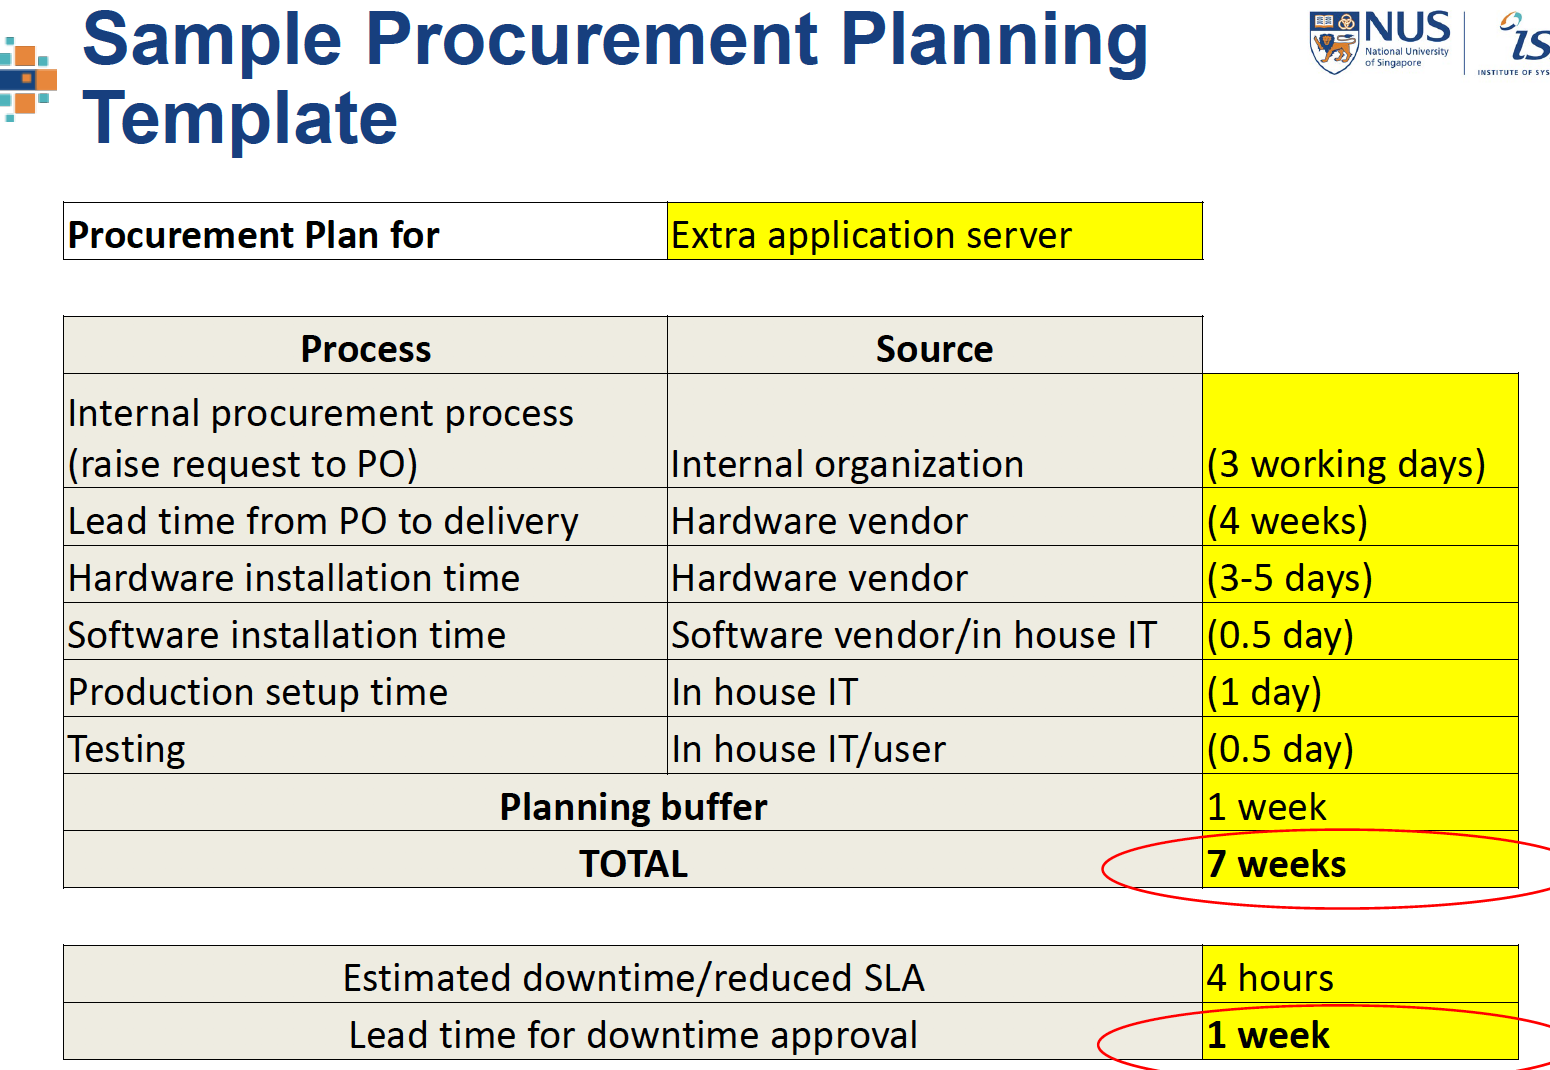 Sample Procurement Planning
Template
NUS
National University
of Singapore
INSTITUTE OF SYS
Procurement Plan for Extra application server
Process Source
Internal procurement process
(raise request to PO) Internal organization (3 working days)
Lead time from PO to delivery Hardware vendor (4 weeks)
Hardware installation time Hardware vendor (3-5 days)
Software installation time Software vendor/in house IT (0.5 day)
Production setup time In house IT (1 day)
Testing In house IT/user (0.5 day)
Planning buffer 1 week
TOTAL 7 weeks
Estimated downtime/reduced SLA 4 hours
Lead time for downtime approval 1 week